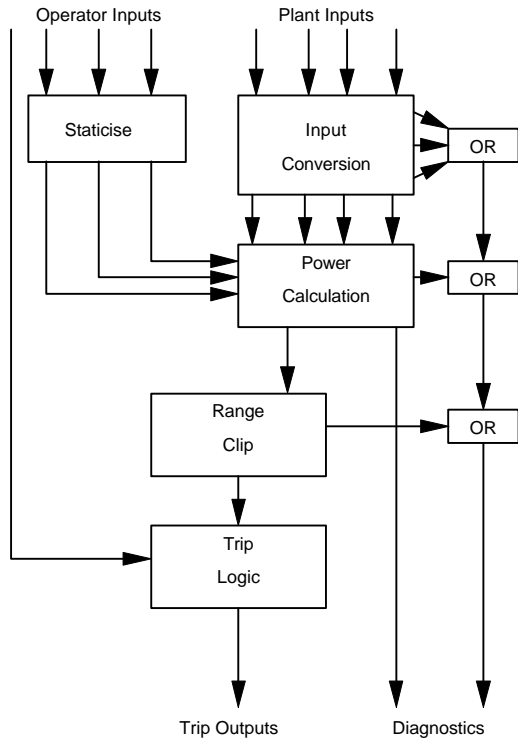 Operator Inputs
Plant Inputs
Staticise
Input
Conversion
OR
Power
Calculation
OR
Range
Clip
OR
Trip
Logic
Trip Outputs
Diagnostics